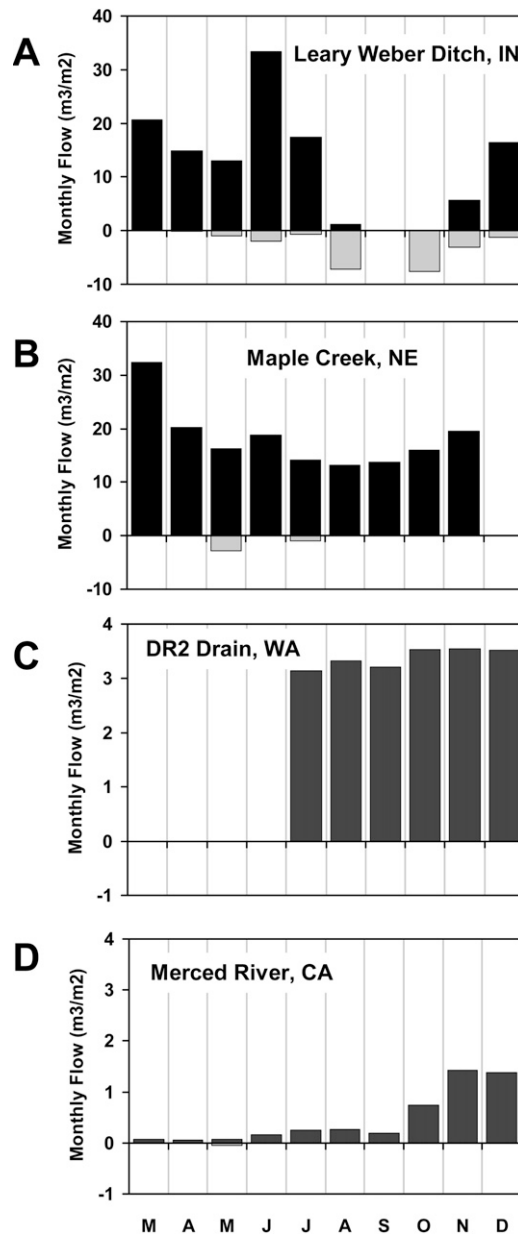 A
Leary Weber Ditch, IN
Monthly Flow (m3/m2)
40
30
20
10
0
-10
B
Maple Creek, NE
Monthly Flow (m3/m2)
40
30
20
10
0
-10
C
DR2 Drain, WA
Monthly Flow (m3/m2)
4
3
2
1
0
-1
D
Merced River, CA
Monthly Flow (m3/m2)
4
3
2
1
0
-1
M A M J J A S O N D